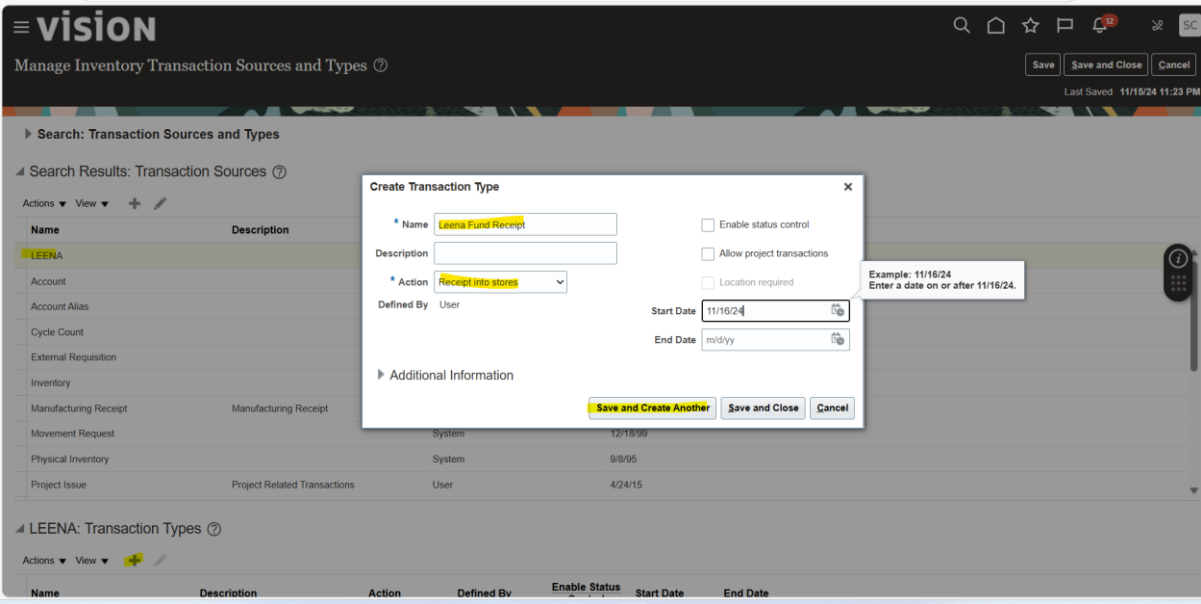 vision
12
SC
Manage Inventory Transaction Sources and Types
Save Save and Close Cancel
Last Saved 11/15/24 11:23 PM
Search: Transaction Sources and Types
Search Results: Transaction Sources
Actions View
Name Description
LEENA
Account
Account Alias
Cycle Count
External Requisition
Inventory
Manufacturing Receipt Manufacturing Receipt
Movement Request System 12/18/99
Physical Inventory System 9/8/95
Project Issue Project Related Transactions User 4/24/15
Create Transaction Type
* Name Leena Fund Receipt
Enable status control
Description
Allow project transactions
* Action Receipt into stores
Location required
Defined By User
Start Date 11/16/24
End Date m/d/yy
Example: 11/16/24
Enter a date on or after 11/16/24.
Additional Information
Save and Create Another Save and Close Cancel
LEENA: Transaction Types
Actions View
Name Description Action Defined By Enable Status Start Date End Date